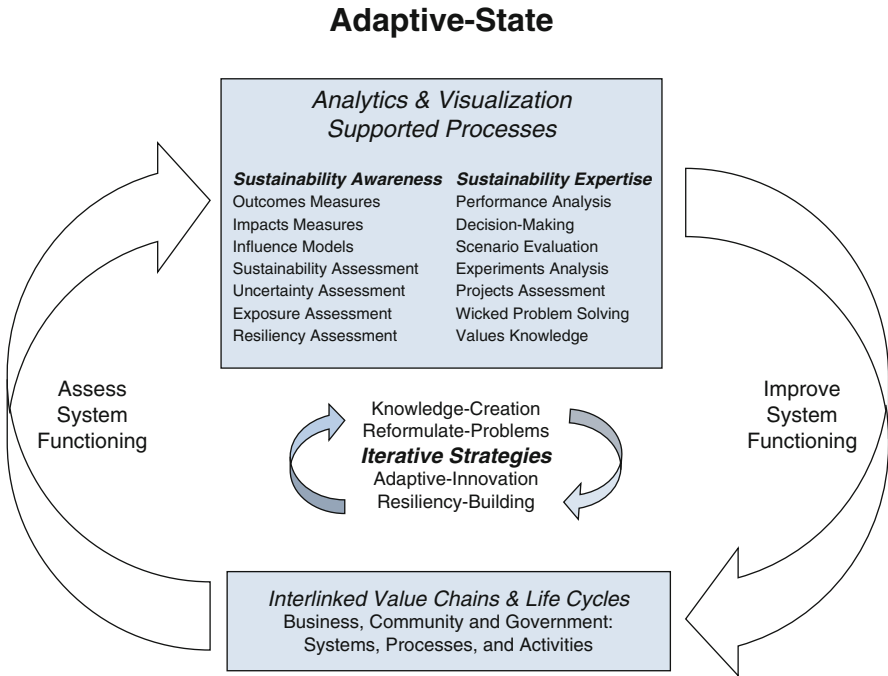 Adaptive-State
Analytics & Visualization
Supported Processes
Sustainability Awareness
Outcomes Measures
Impacts Measures
Influence Models
Sustainability Assessment
Uncertainty Assessment
Exposure Assessment
Resiliency Assessment
Sustainability Expertise
Performance Analysis
Decision-Making
Scenario Evaluation
Experiments Analysis
Projects Assessment
Wicked Problem Solving
Values Knowledge
Assess
System
Functioning
Knowledge-Creation
Reformulate-Problems
Iterative Strategies
Adaptive-Innovation
Resiliency-Building
Improve
System
Functioning
Interlinked Value Chains & Life Cycles
Business, Community and Government:
Systems, Processes, and Activities